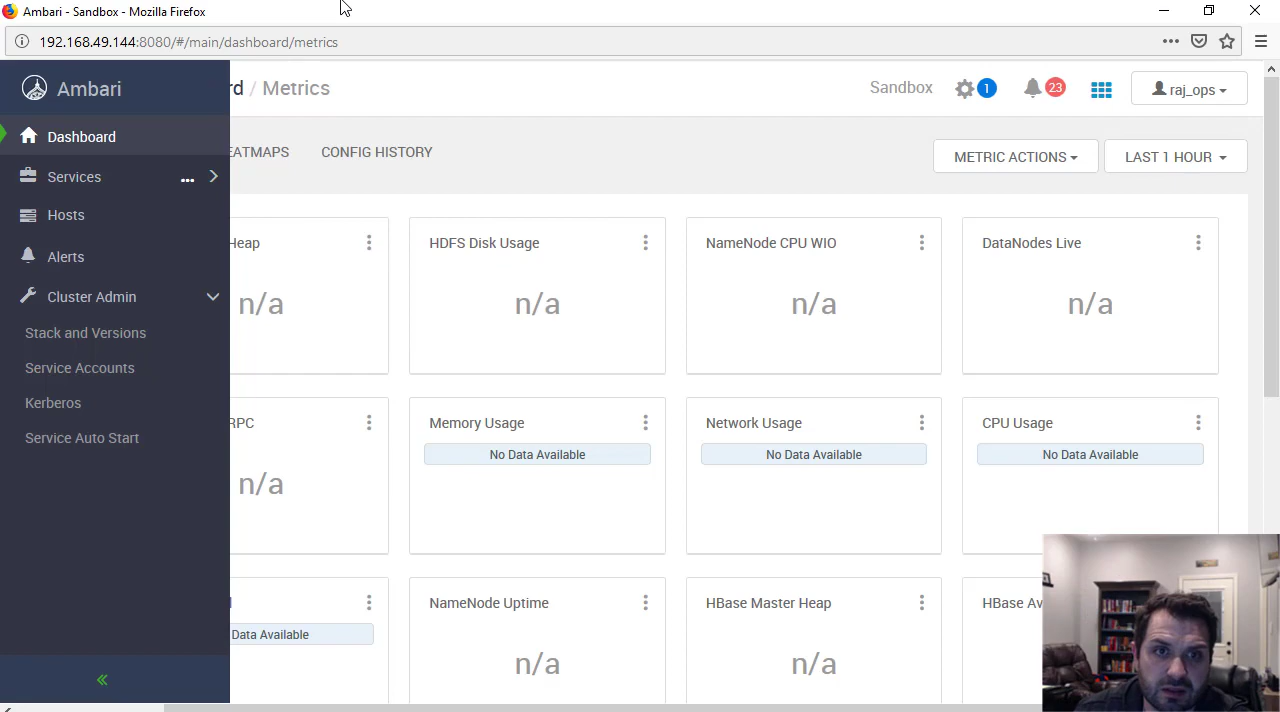 Ambari - Sandbox - Mozilla Firefox
192.168.49.144:8080/#/main/dashboard/metrics
Ambari
rd / Metrics
Sandbox
1
23
raj_ops
Dashboard
Services
...
Hosts
Alerts
Cluster Admin
Stack and Versions
Service Accounts
Kerberos
Service Auto Start
EATMAPS
CONFIG HISTORY
METRIC ACTIONS
LAST 1 HOUR
Heap
n/a
HDFS Disk Usage
n/a
NameNode CPU WIO
n/a
DataNodes Live
n/a
RPC
n/a
Memory Usage
No Data Available
Network Usage
No Data Available
CPU Usage
No Data Available
Data Available
NameNode Uptime
n/a
HBase Master Heap
n/a
HBase Av